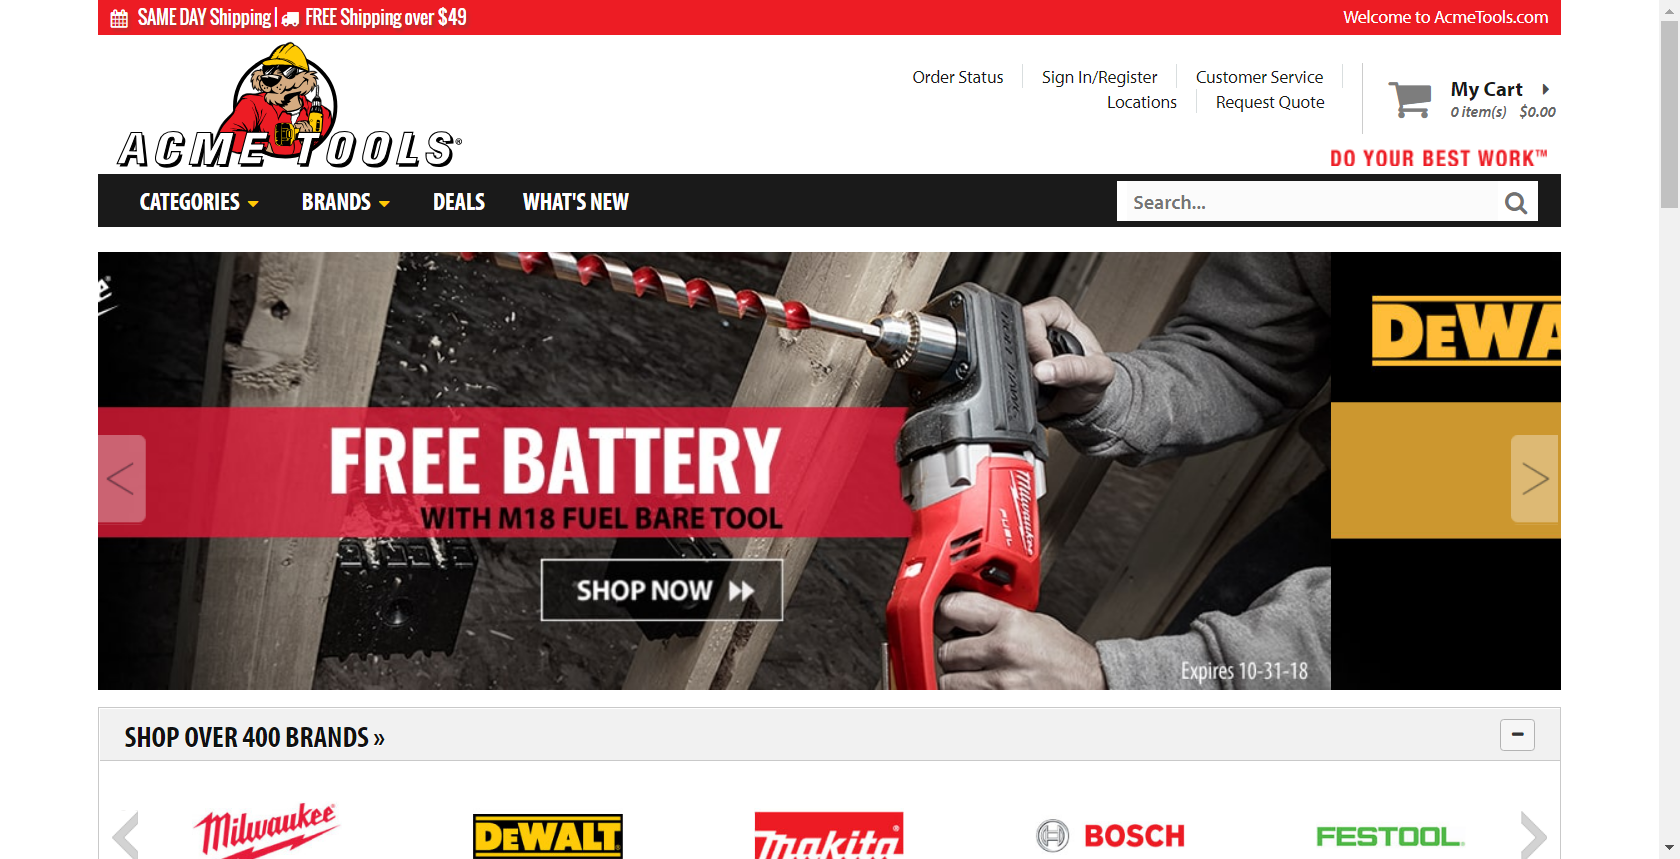 SAME DAY Shipping | FREE Shipping over $49
Welcome to AcmeTools.com
ACME TOOLS®
Order Status
Sign In/Register
Customer Service
Locations
Request Quote
My Cart
0 item(s) $0.00
DO YOUR BEST WORK™
CATEGORIES
BRANDS
DEALS
WHAT'S NEW
Search...
FREE BATTERY
WITH M18 FUEL BARE TOOL
SHOP NOW
Milwaukee
FUEL
Expires 10-31-18
DEWA
SHOP OVER 400 BRANDS »
Milwaukee®
DEWALT®
makita®
BOSCH
FESTOOL